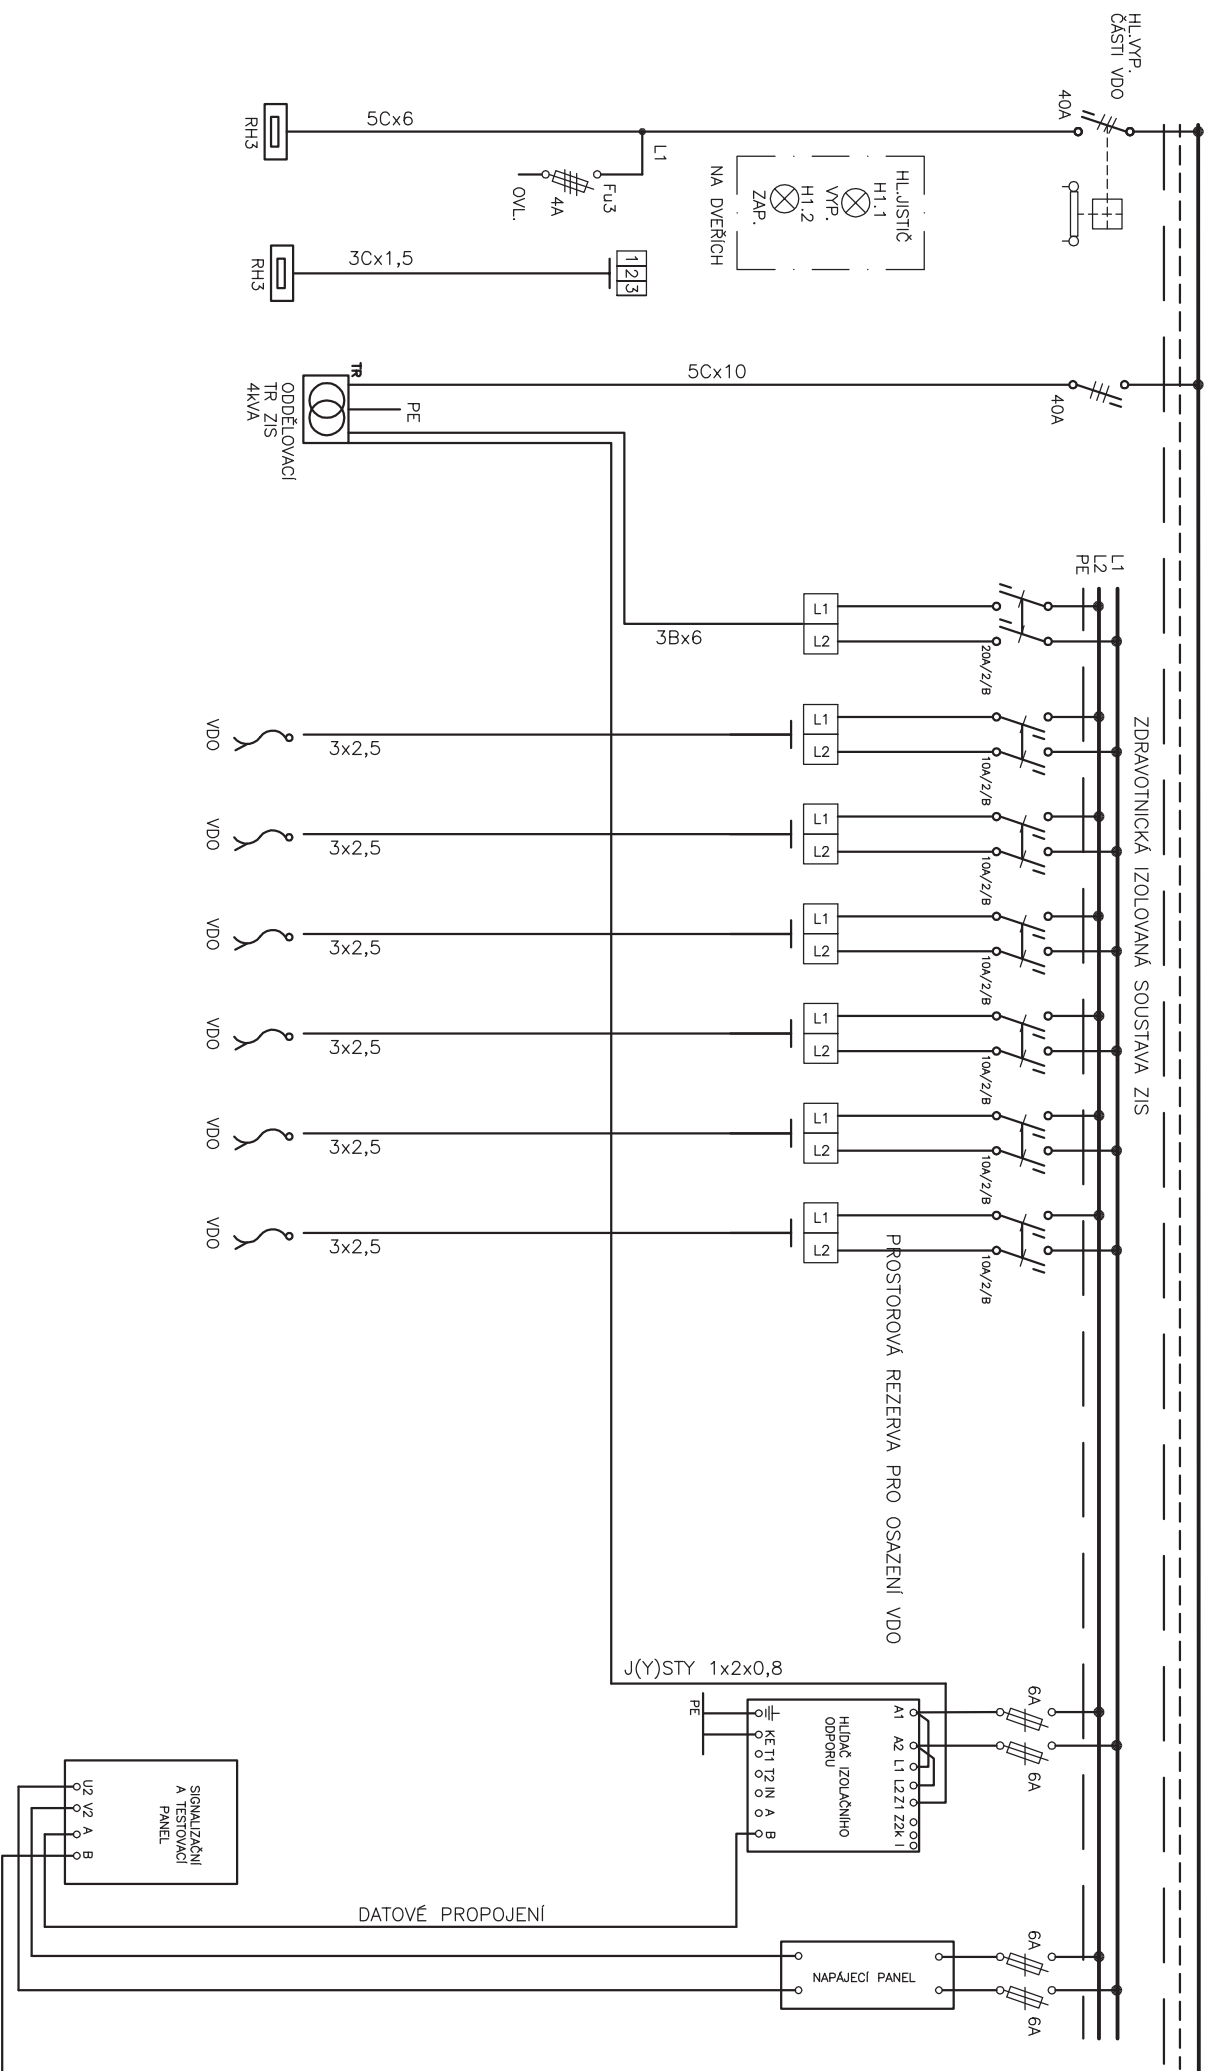 HL.VYP.
ČÁSTI VDO
40A
5Cx6
RH3
L1
Fu3
4A
OVL.
HL.JISTIČ
H1.1
VYP.
H1.2
ZAP.
NA DVEŘÍCH
1 2 3
3Cx1,5
RH3
40A
5Cx10
TR
PE
ODDĚLOVACÍ
TR ZIS
4kVA
L1
L2
PE
ZDRAVOTNICKÁ IZOLOVANÁ SOUSTAVA ZIS
20A/2/B
L1 L2
3Bx6
10A/2/B
L1 L2
3x2,5
VDO
10A/2/B
L1 L2
3x2,5
VDO
10A/2/B
L1 L2
3x2,5
VDO
10A/2/B
L1 L2
3x2,5
VDO
10A/2/B
L1 L2
3x2,5
VDO
10A/2/B
L1 L2
3x2,5
VDO
PROSTOROVÁ REZERVA PRO OSAZENÍ VDO
J(Y)STY 1x2x0,8
6A
6A
A1 A2 L1 L2 Z1 Z2 k I
HLÍDAČ IZOLAČNÍHO
ODPORU
KE T1 T2 IN A B
PE
6A
6A
NAPÁJECÍ PANEL
DATOVÉ PROPOJENÍ
SIGNALIZAČNÍ
A TESTOVACÍ
PANEL
U2 V2 A B